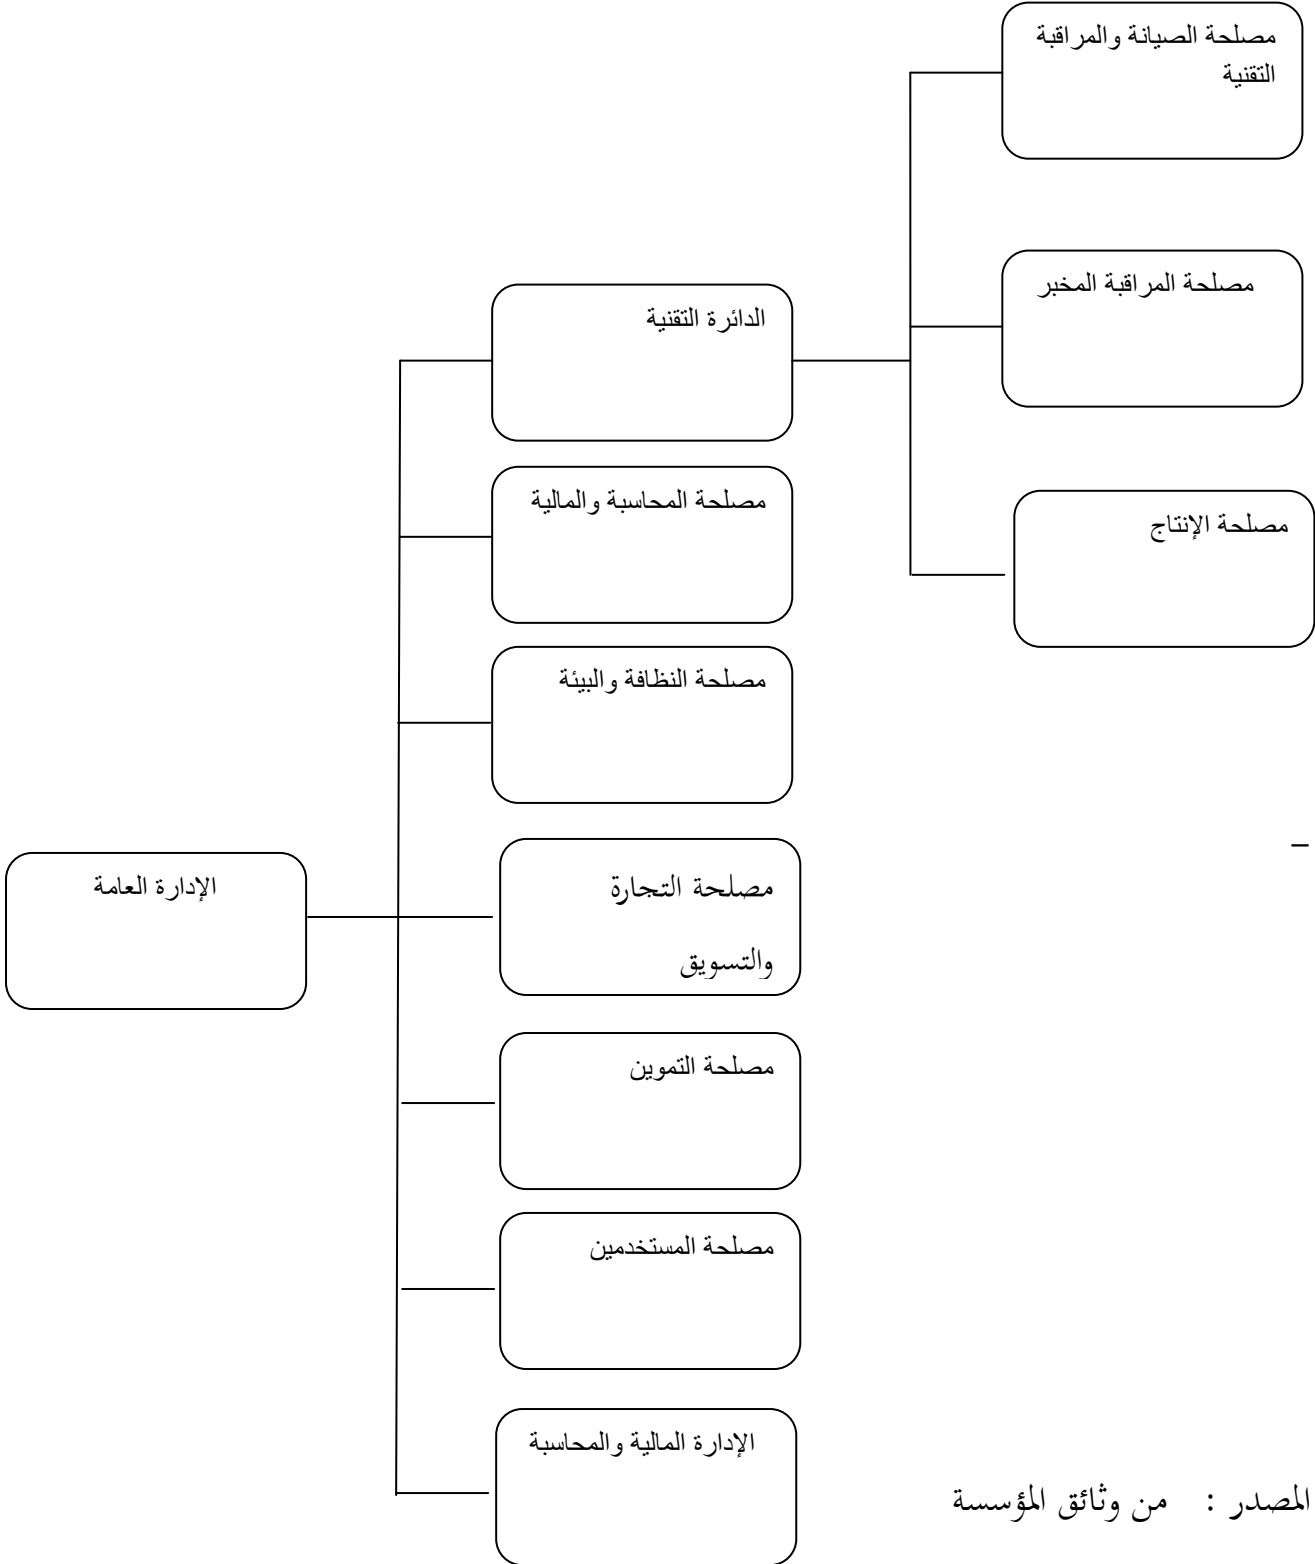 مصلحة الصيانة والمراقبة
التقنية
مصلحة المراقبة المخبر
الدائرة التقنية
مصلحة المحاسبة والمالية
مصلحة الإنتاج
مصلحة النظافة والبيئة
–
مصلحة التجارة
والتسويق
الإدارة العامة
مصلحة التموين
مصلحة المستخدمين
الإدارة المالية والمحاسبة
المصدر : من وثائق المؤسسة